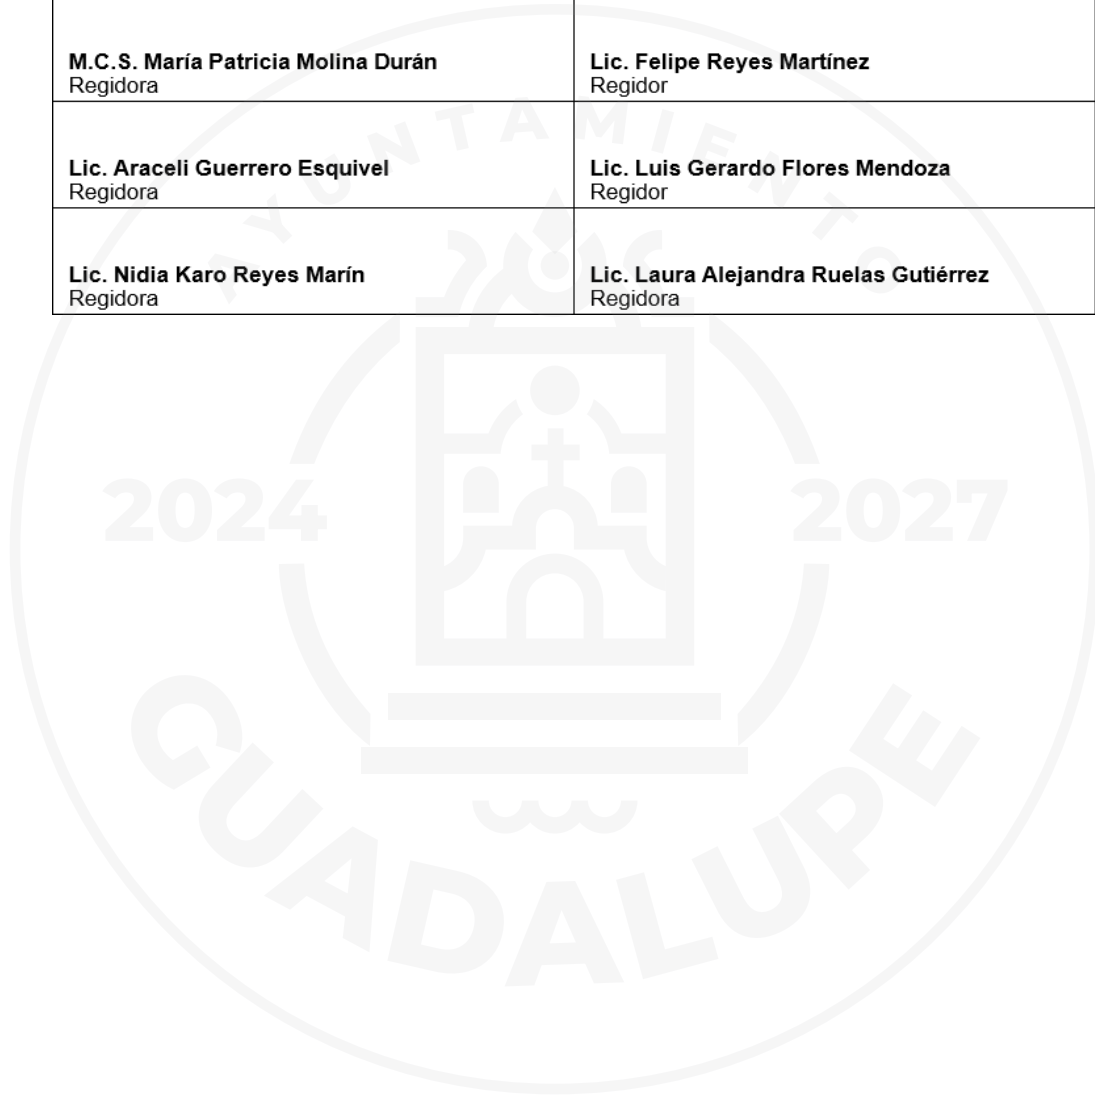 M.C.S. María Patricia Molina Durán
Regidora
Lic. Felipe Reyes Martínez
Regidor
Lic. Araceli Guerrero Esquivel
Regidora
Lic. Luis Gerardo Flores Mendoza
Regidor
Lic. Nidia Karo Reyes Marín
Regidora
Lic. Laura Alejandra Ruelas Gutiérrez
Regidora
AYUNTAMIENTO
2024
2027
GUADALUPE